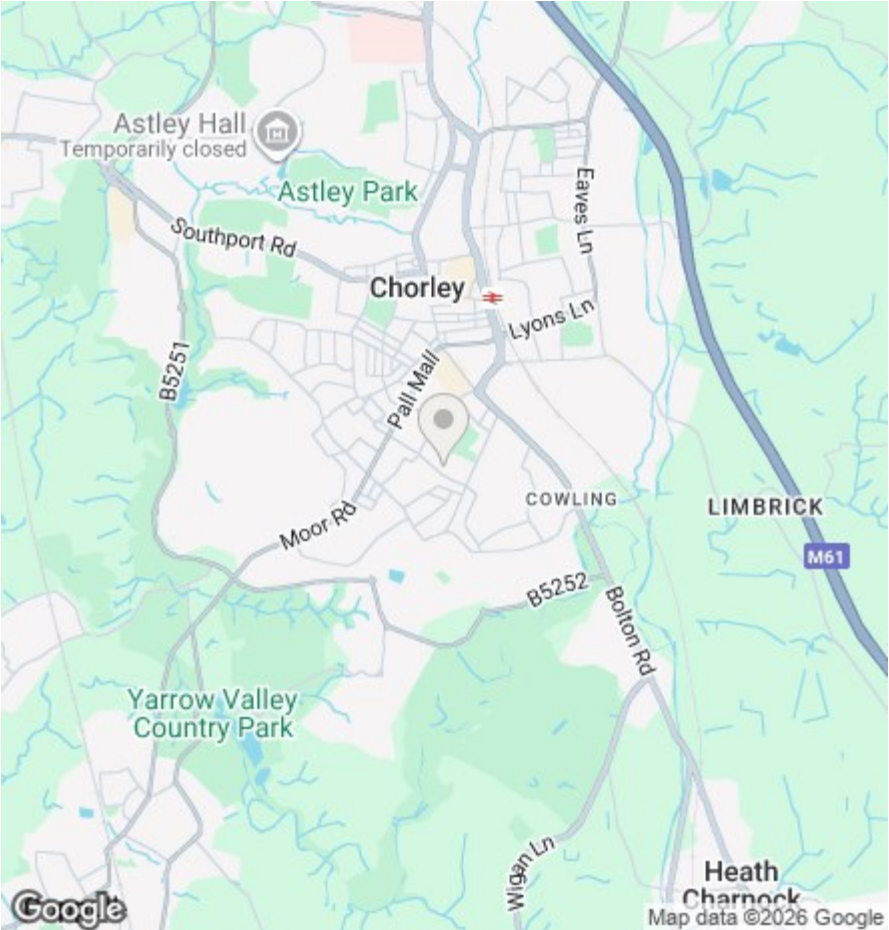 Astley Hall
Temporarily closed
Astley Park
Eaves Ln
Southport Rd
Chorley
Lyons Ln
B5251
Pall Mall
COWLING
LIMBRICK
Moor Rd
M61
B5252
Bolton Rd
Yarrow Valley
Country Park
Wigan Ln
Heath
Charnock
Google
Map data ©2026 Google